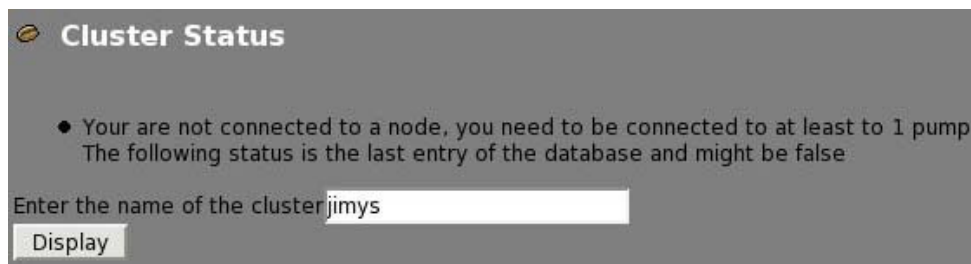 Cluster Status
Your are not connected to a node, you need to be connected to at least to 1 pump
The following status is the last entry of the database and might be false
Enter the name of the cluster jimys
Display